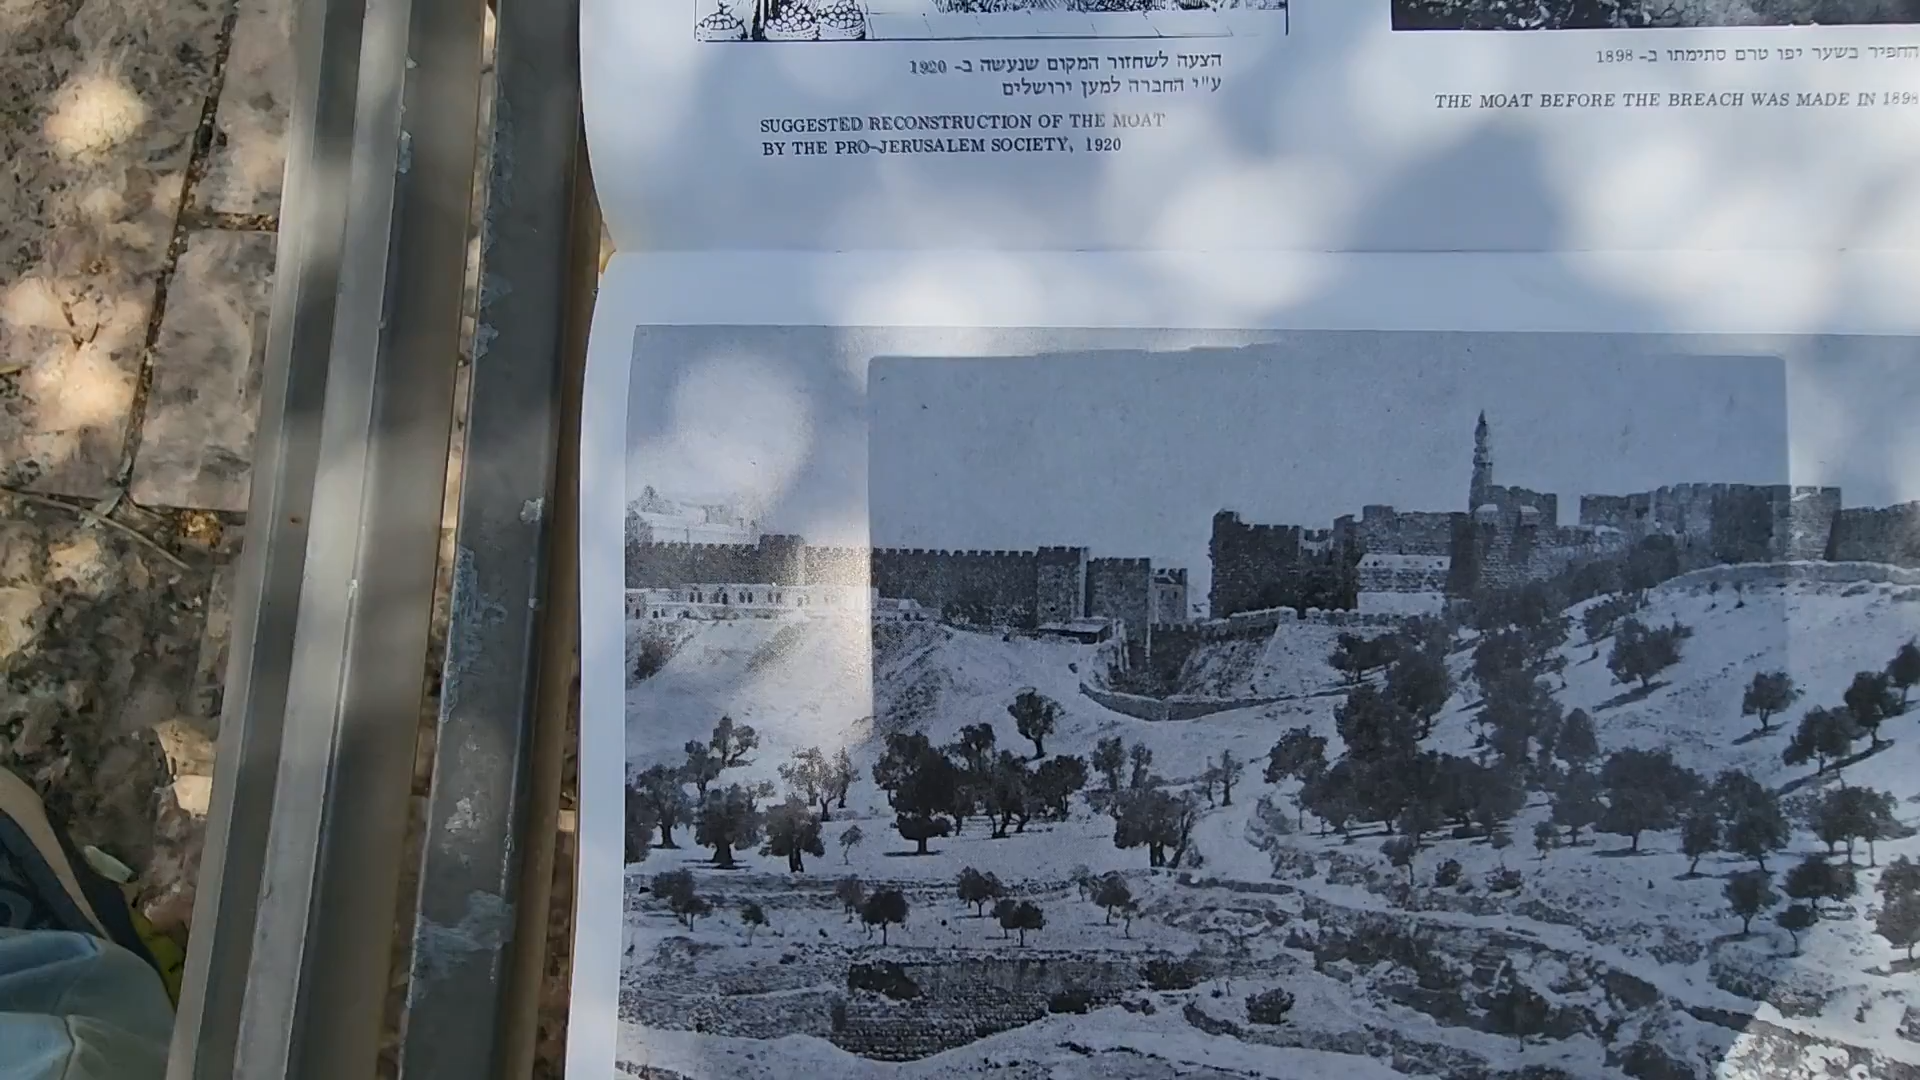 הצעה לשחזור המקום שנעשה ב- 1920
ע"י החברה למען ירושלים
SUGGESTED RECONSTRUCTION OF THE MOAT
BY THE PRO-JERUSALEM SOCIETY, 1920
החפיר בשער יפו טרם סתימתו ב- 1898
THE MOAT BEFORE THE BREACH WAS MADE IN 1898